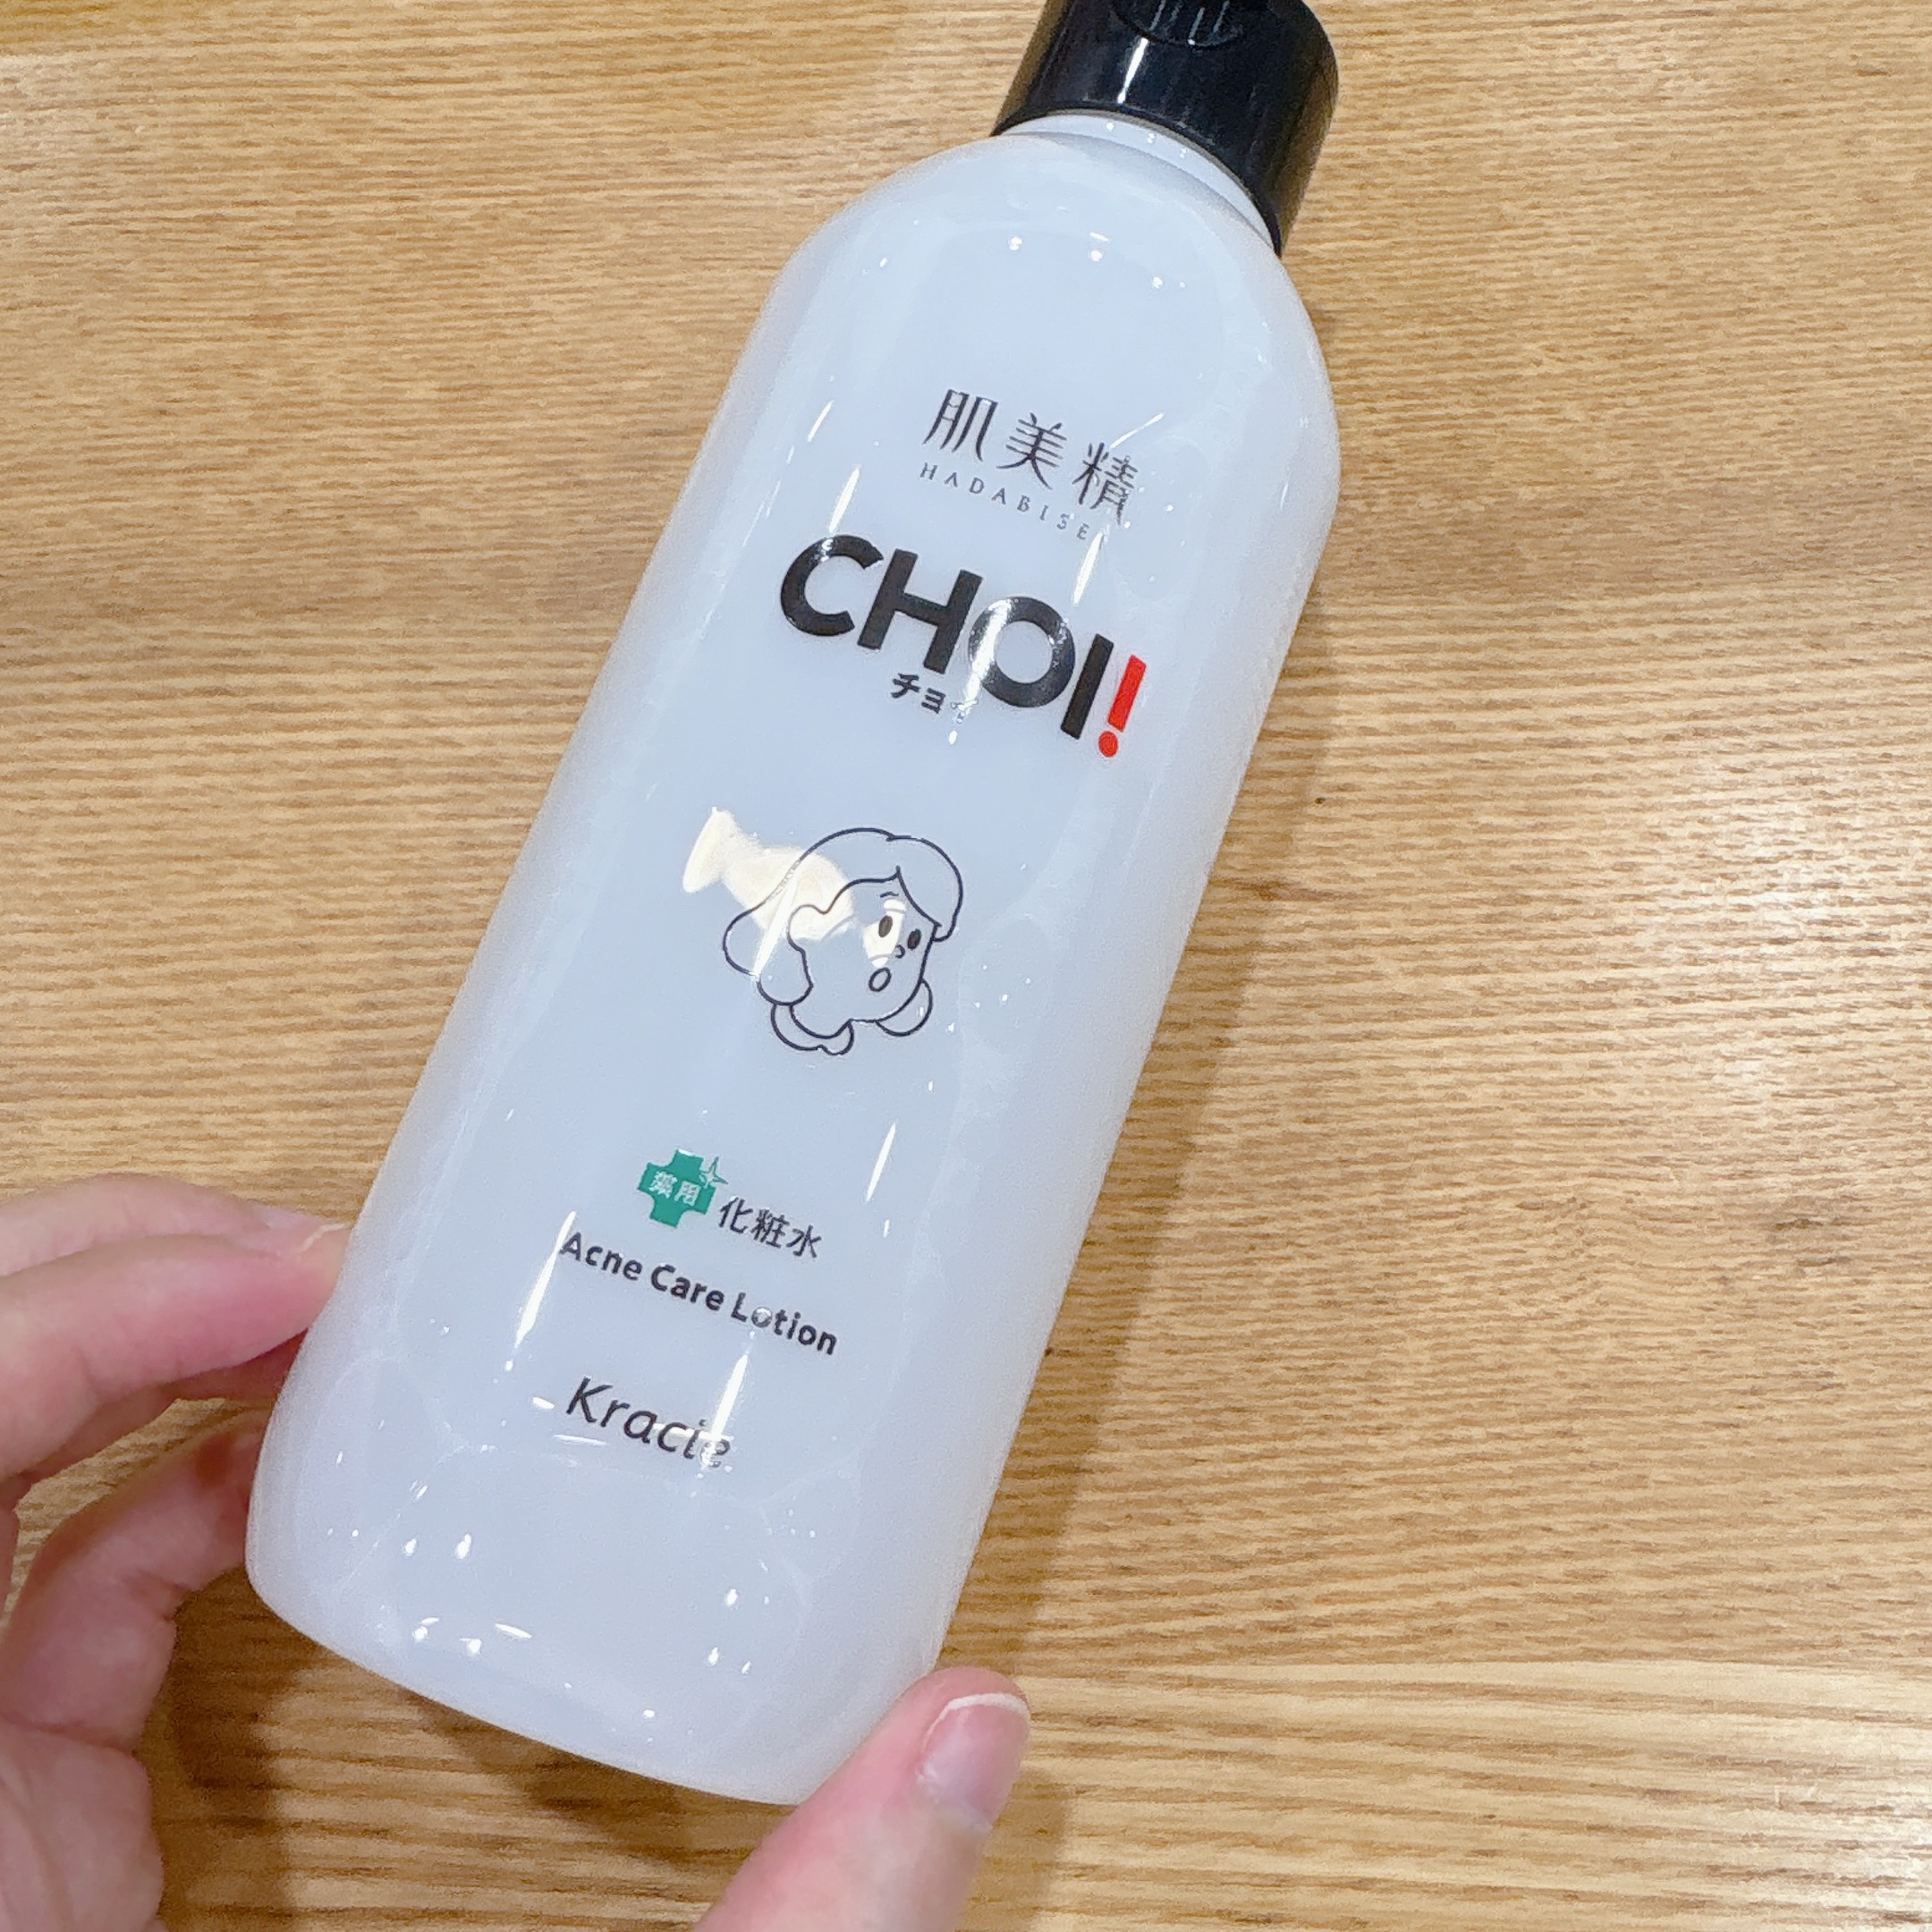 肌美精
HADABISEI
CHOI!
チョイ
薬用 化粧水
Acne Care Lotion
Kracie